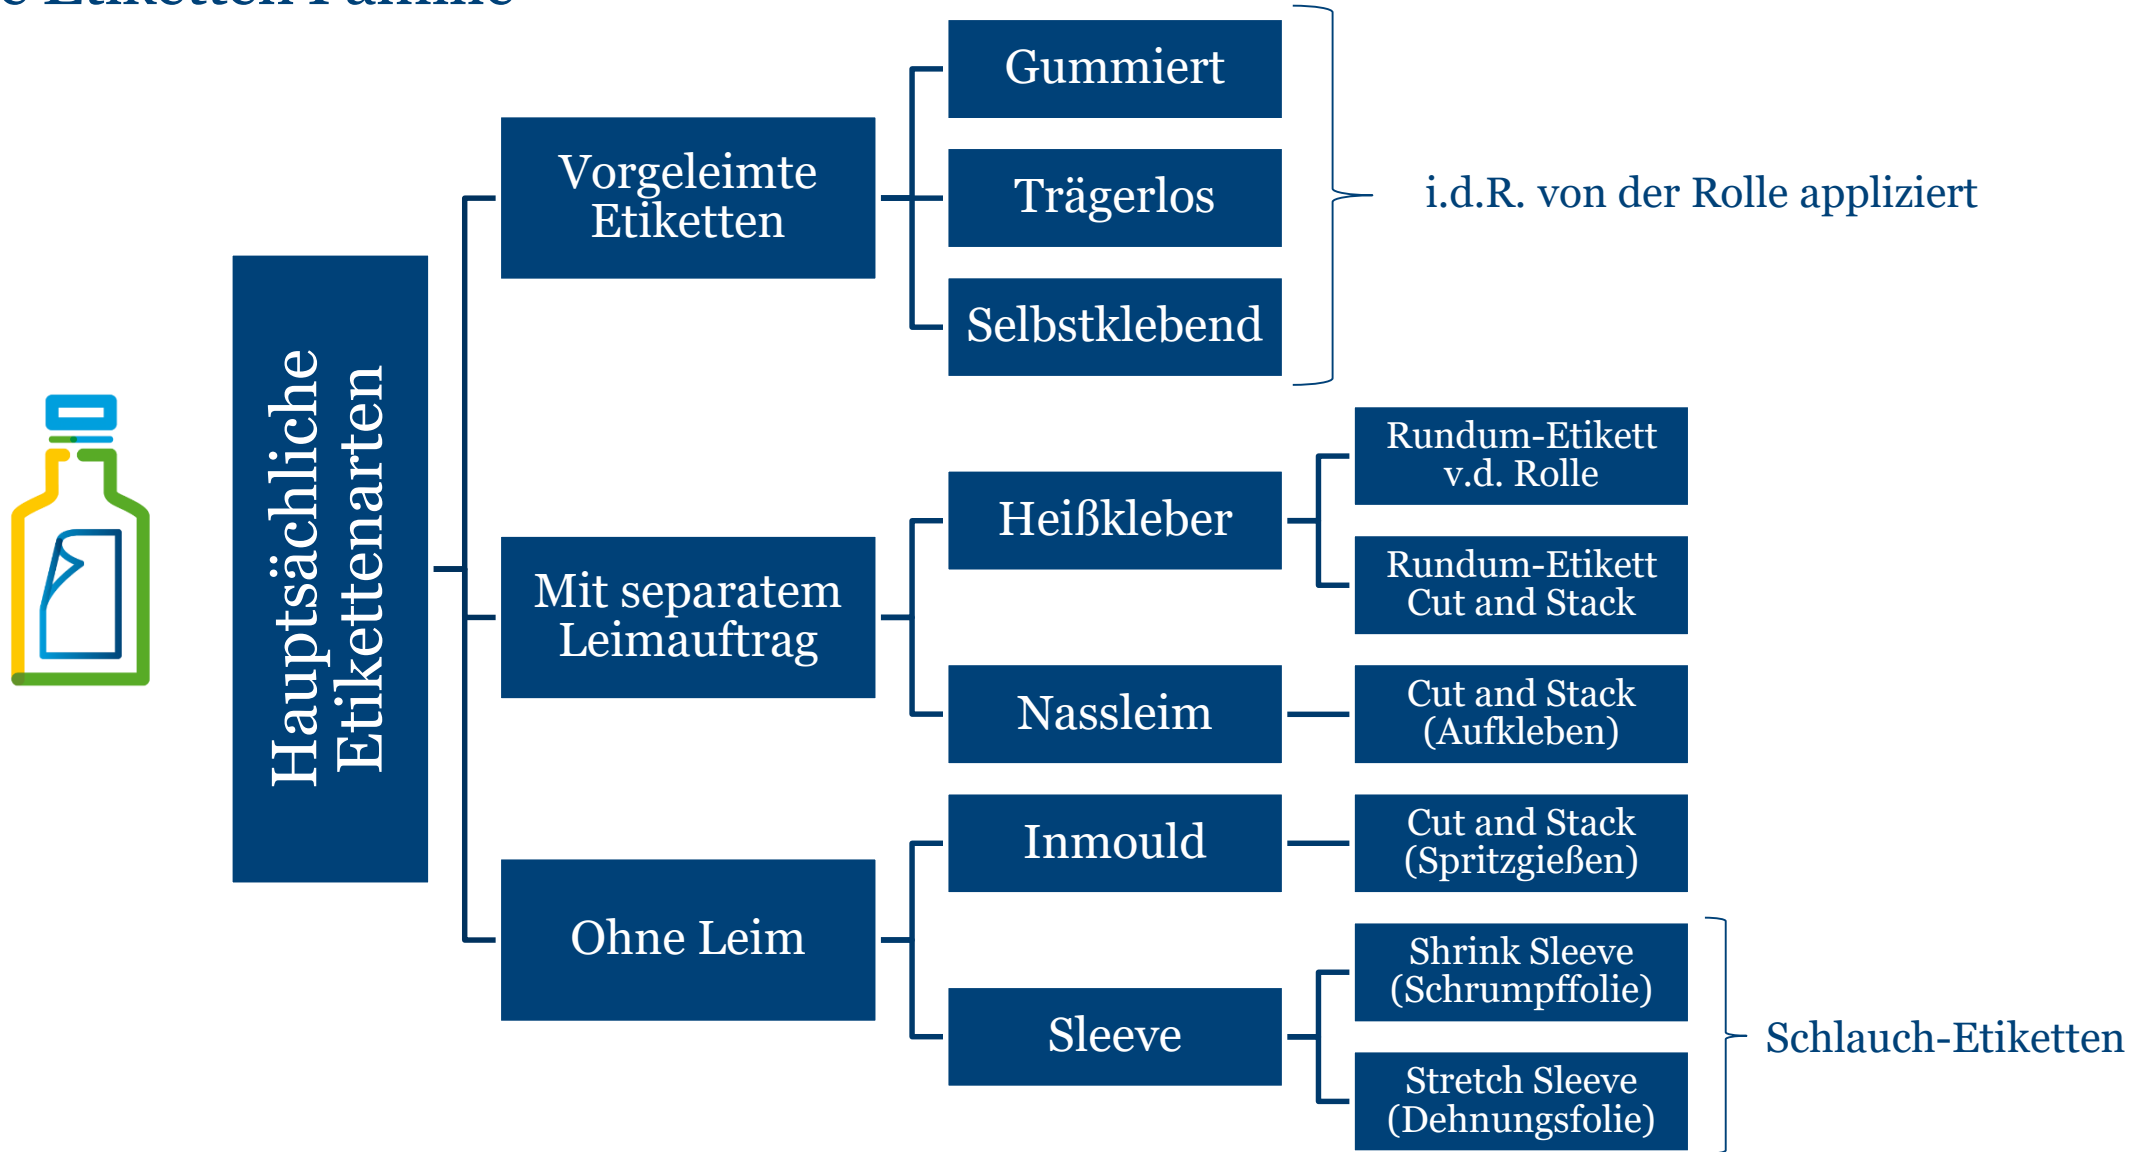 Etiketten Familie
Hauptsächliche
Etikettenarten
Vorgeleimte
Etiketten
Gummiert
Trägerlos
Selbstklebend
i.d.R. von der Rolle appliziert
Mit separatem
Leimauftrag
Heißkleber
Rundum-Etikett
v.d. Rolle
Rundum-Etikett
Cut and Stack
Nassleim
Cut and Stack
(Aufkleben)
Ohne Leim
Inmould
Cut and Stack
(Spritzgießen)
Sleeve
Shrink Sleeve
(Schrumpffolie)
Stretch Sleeve
(Dehnungsfolie)
Schlauch-Etiketten